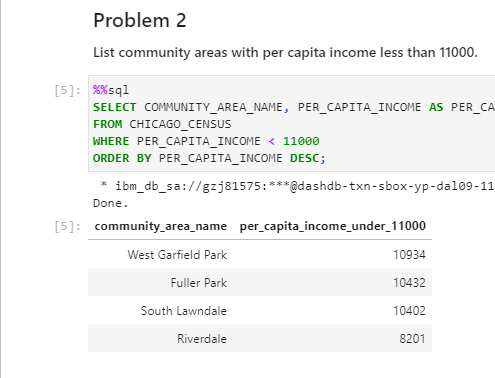 Problem 2
List community areas with per capita income less than 11000.
[5]: %%sql
SELECT COMMUNITY_AREA_NAME, PER_CAPITA_INCOME AS PER_CA
FROM CHICAGO_CENSUS
WHERE PER_CAPITA_INCOME < 11000
ORDER BY PER_CAPITA_INCOME DESC;
* ibm_db_sa://gzj81575:***@dashdb-txn-sbox-yp-dal09-11
Done.
[5]: community_area_name per_capita_income_under_11000
West Garfield Park 10934
Fuller Park 10432
South Lawndale 10402
Riverdale 8201